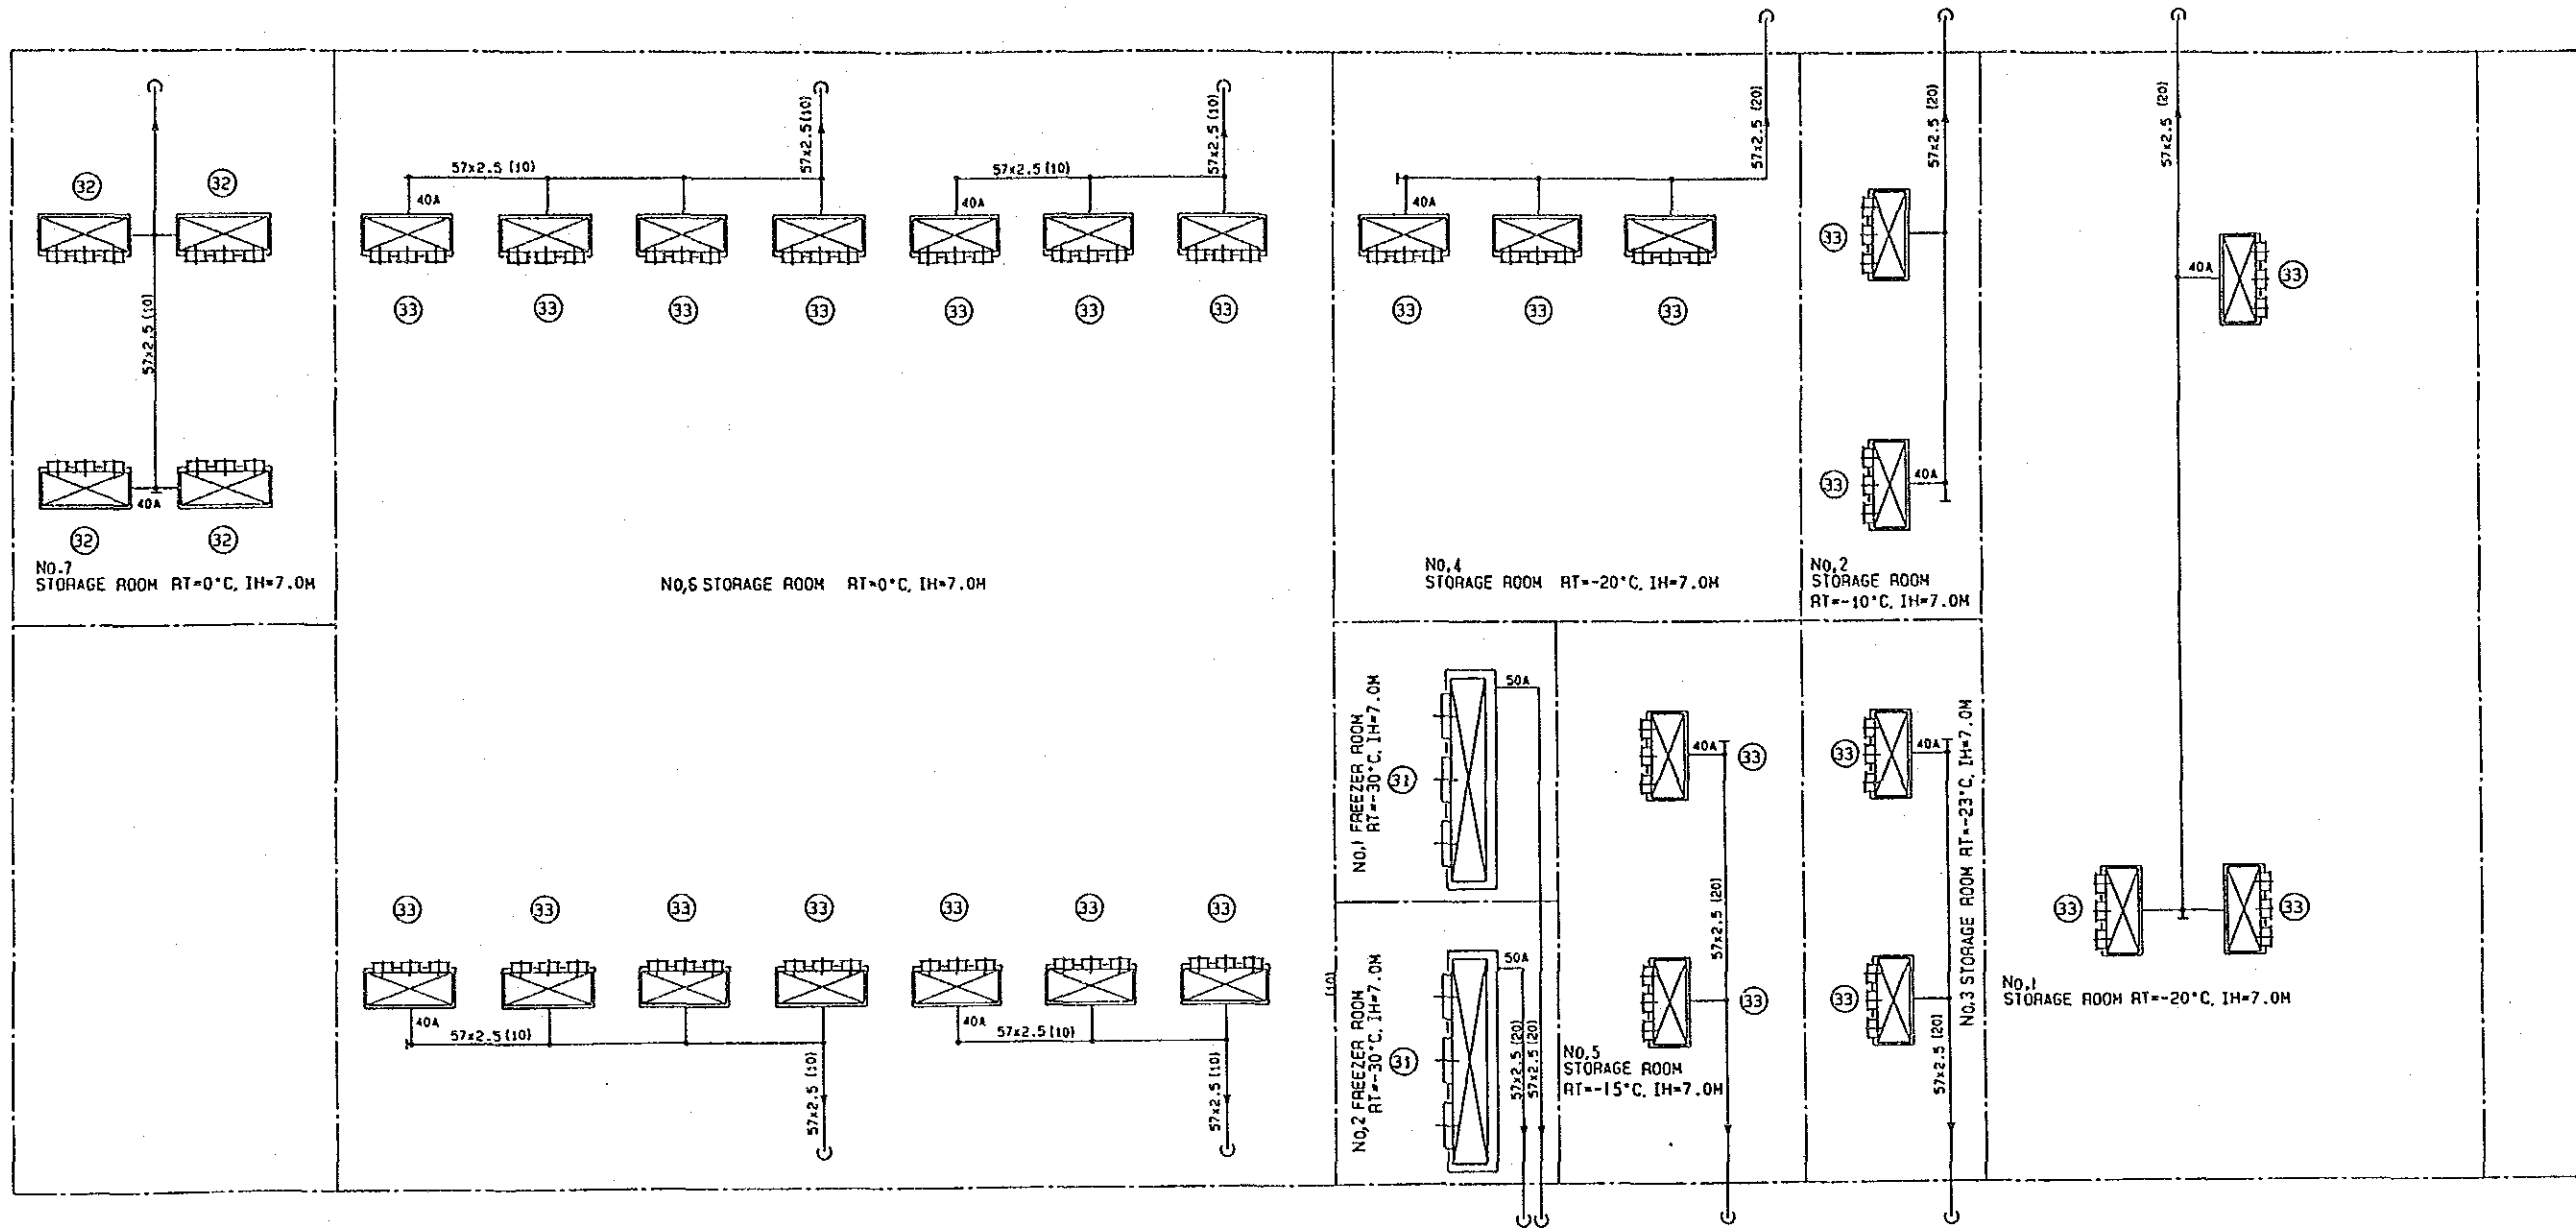 57x2.5 (10)
32
32
40A
32
32
NO.7
STORAGE ROOM RT=0°C, IH=7.0M
57x2.5 (10)
57x2.5 (10)
40A
33
33
33
33
57x2.5 (10)
57x2.5 (10)
40A
33
33
33
NO,6 STORAGE ROOM RT=0°C, IH=7.0M
33
33
33
33
33
33
33
40A
57x2.5 (10)
57x2.5 (10)
40A
57x2.5 (10)
57x2.5 (10)
57x2.5 (20)
40A
33
33
33
NO,4
STORAGE ROOM RT=-20°C, IH=7.0M
57x2.5 (20)
33
33
40A
NO,2
STORAGE ROOM
RT=-10°C, IH=7.0M
57x2.5 (20)
40A
33
33
33
NO,1
STORAGE ROOM RT=-20°C, IH=7.0M
NO,1 FREEZER ROOM
RT=-30°C, IH=7.0M
31
50A
NO,2 FREEZER ROOM
RT=-30°C, IH=7.0M
(10)
31
50A
57x2.5 (20)
57x2.5 (20)
40A
33
57x2.5 (20)
33
NO,5
STORAGE ROOM
RT=-15°C, IH=7.0M
33
40A
33
57x2.5 (20)
NO,3 STORAGE ROOM RT=-23°C, IH=7.0M